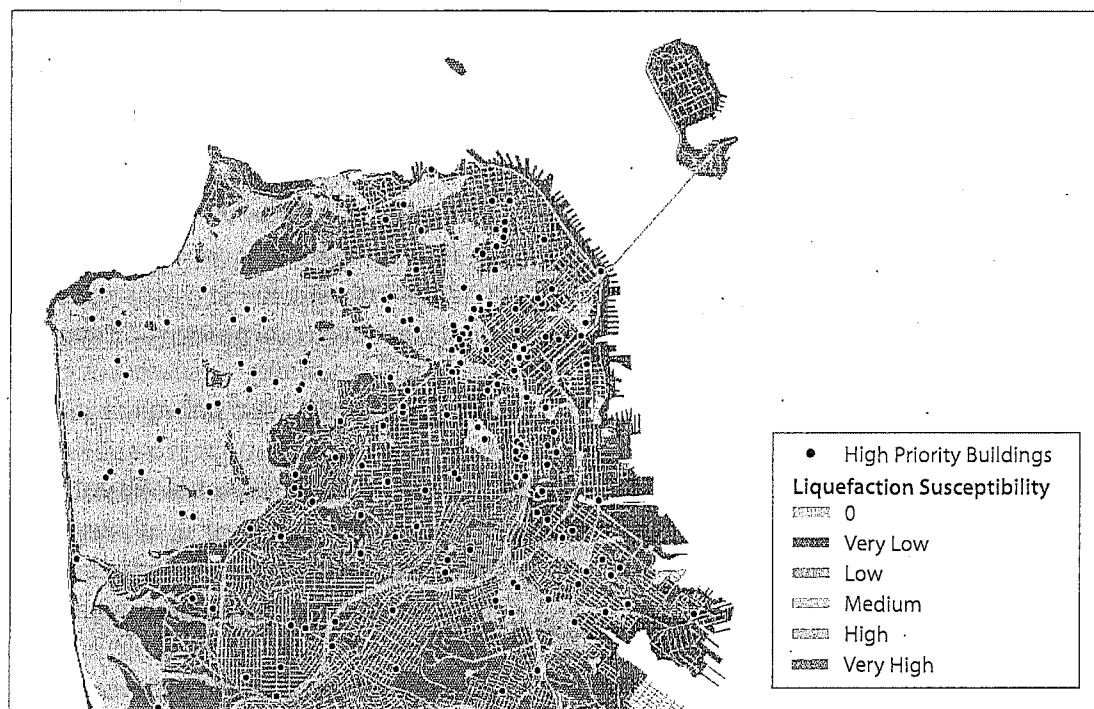 High Priority Buildings
Liquefaction Susceptibility
0
Very Low
Low
Medium
High
Very High